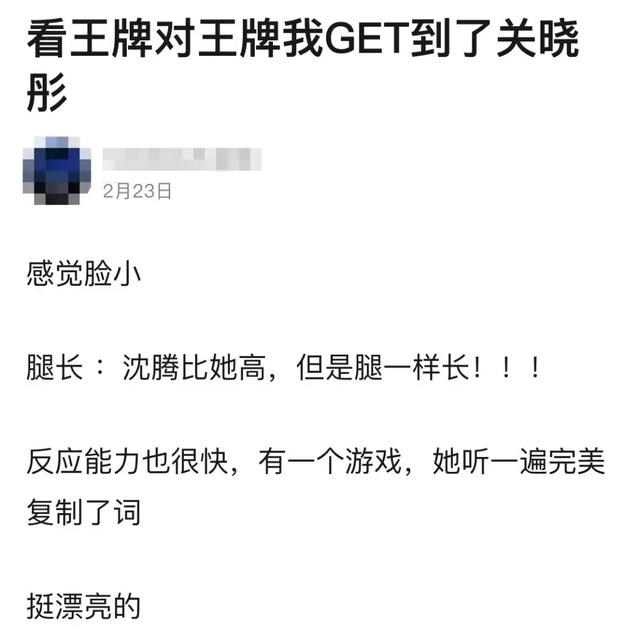 看王牌对王牌我GET到了关晓
彤
2月23日
感觉脸小
腿长：沈腾比她高，但是腿一样长！！！
反应能力也很快，有一个游戏，她听一遍完美
复制了词
挺漂亮的